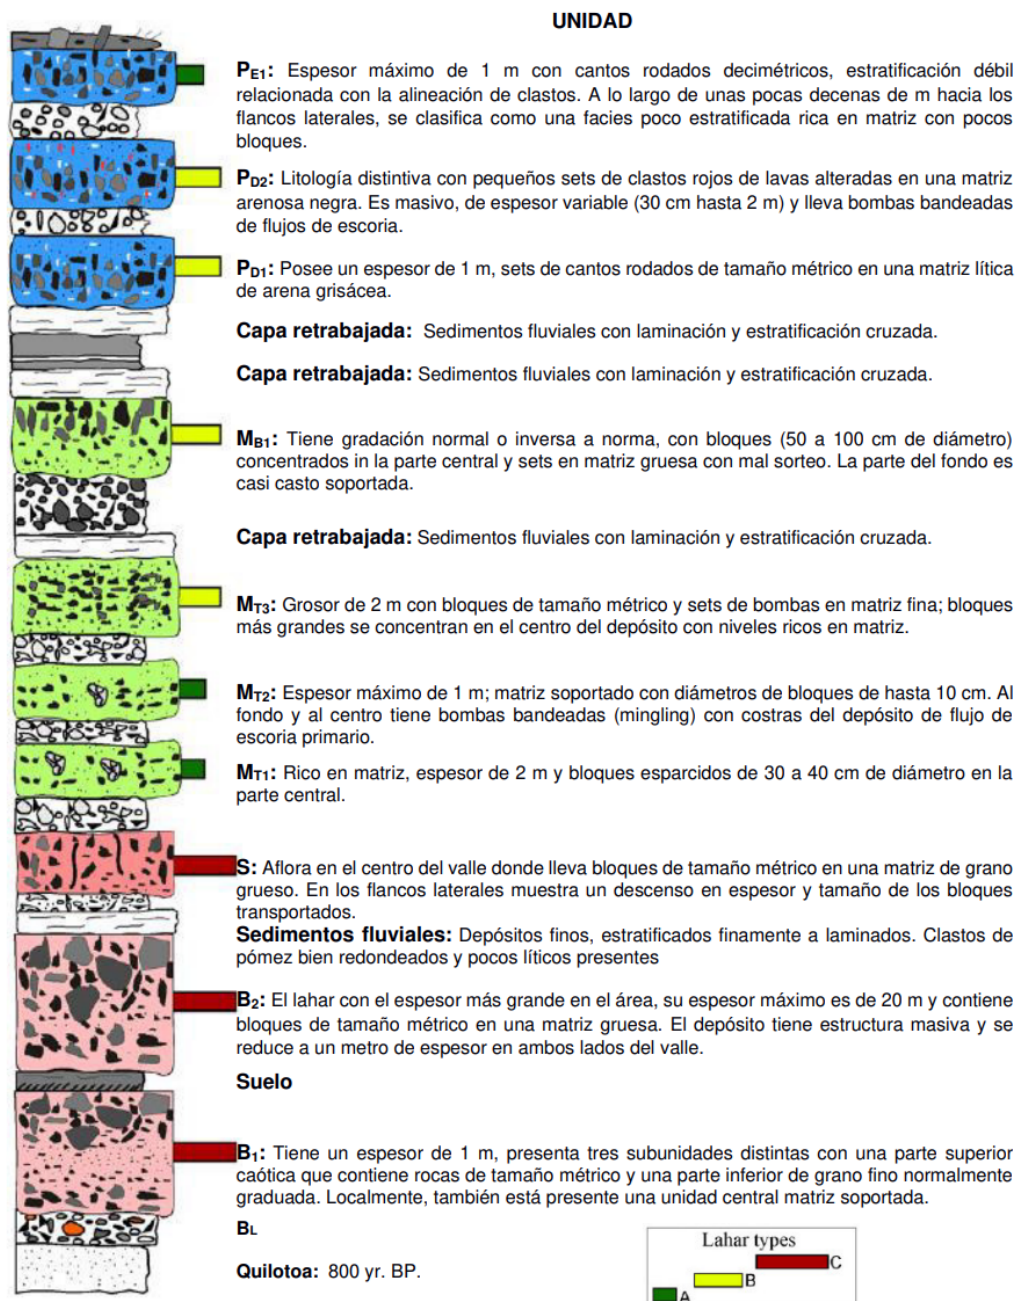 UNIDAD
PE1: Espesor máximo de 1 m con cantos rodados decimétricos, estratificación débil
relacionada con la alineación de clastos. A lo largo de unas pocas decenas de m hacia los
flancos laterales, se clasifica como una facies poco estratificada rica en matriz con pocos
bloques.
PD2: Litología distintiva con pequeños sets de clastos rojos de lavas alteradas en una matriz
arenosa negra. Es masivo, de espesor variable (30 cm hasta 2 m) y lleva bombas bandeadas
de flujos de escoria.
PD1: Posee un espesor de 1 m, sets de cantos rodados de tamaño métrico en una matriz lítica
de arena grisácea.
Capa retrabajada: Sedimentos fluviales con laminación y estratificación cruzada.
Capa retrabajada: Sedimentos fluviales con laminación y estratificación cruzada.
MB1: Tiene gradación normal o inversa a norma, con bloques (50 a 100 cm de diámetro)
concentrados in la parte central y sets en matriz gruesa con mal sorteo. La parte del fondo es
casi casto soportada.
Capa retrabajada: Sedimentos fluviales con laminación y estratificación cruzada.
MT3: Grosor de 2 m con bloques de tamaño métrico y sets de bombas en matriz fina; bloques
más grandes se concentran en el centro del depósito con niveles ricos en matriz.
MT2: Espesor máximo de 1 m; matriz soportado con diámetros de bloques de hasta 10 cm. Al
fondo y al centro tiene bombas bandeadas (mingling) con costras del depósito de flujo de
escoria primario.
MT1: Rico en matriz, espesor de 2 m y bloques esparcidos de 30 a 40 cm de diámetro en la
parte central.
S: Aflora en el centro del valle donde lleva bloques de tamaño métrico en una matriz de grano
grueso. En los flancos laterales muestra un descenso en espesor y tamaño de los bloques
transportados.
Sedimentos fluviales: Depósitos finos, estratificados finamente a laminados. Clastos de
pómez bien redondeados y pocos líticos presentes
B2: El lahar con el espesor más grande en el área, su espesor máximo es de 20 m y contiene
bloques de tamaño métrico en una matriz gruesa. El depósito tiene estructura masiva y se
reduce a un metro de espesor en ambos lados del valle.
Suelo
B1: Tiene un espesor de 1 m, presenta tres subunidades distintas con una parte superior
caótica que contiene rocas de tamaño métrico y una parte inferior de grano fino normalmente
graduada. Localmente, también está presente una unidad central matriz soportada.
BL
Quilotoa: 800 yr. BP.
Lahar types
C
B
A